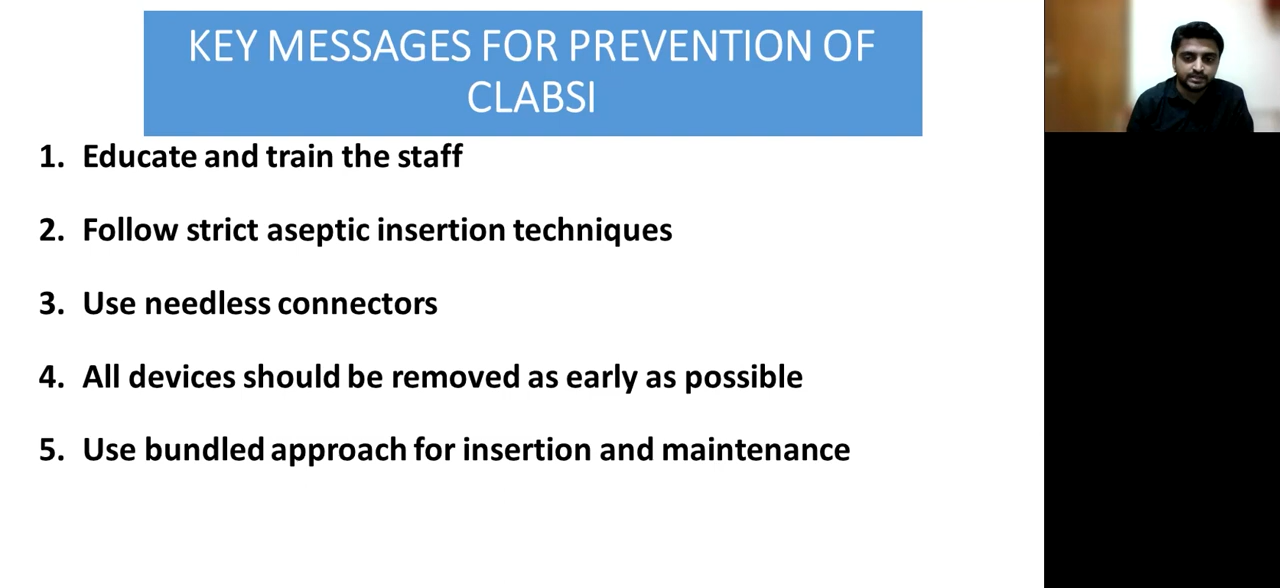 KEY MESSAGES FOR PREVENTION OF
CLABSI
1. Educate and train the staff
2. Follow strict aseptic insertion techniques
3. Use needless connectors
4. All devices should be removed as early as possible
5. Use bundled approach for insertion and maintenance